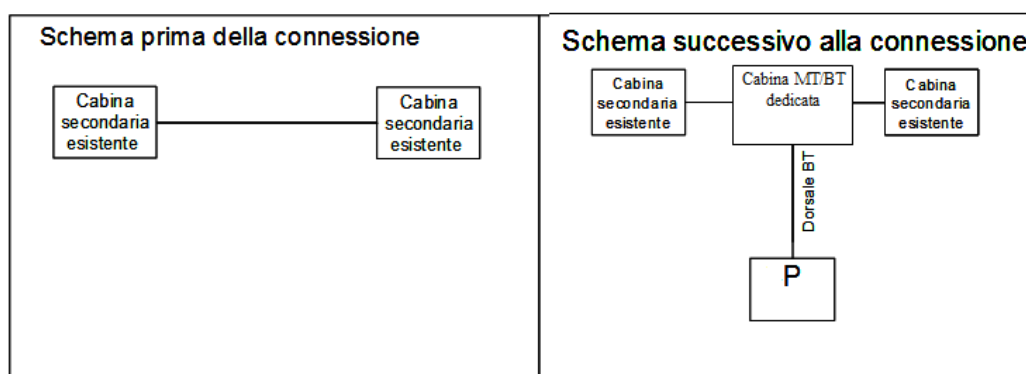 Schema prima della connessione
Cabina
secondaria
esistente
Cabina
secondaria
esistente
Schema successivo alla connessione
Cabina
secondaria
esistente
Cabina MT/BT
dedicata
Cabina
secondaria
esistente
Dorsale BT
P